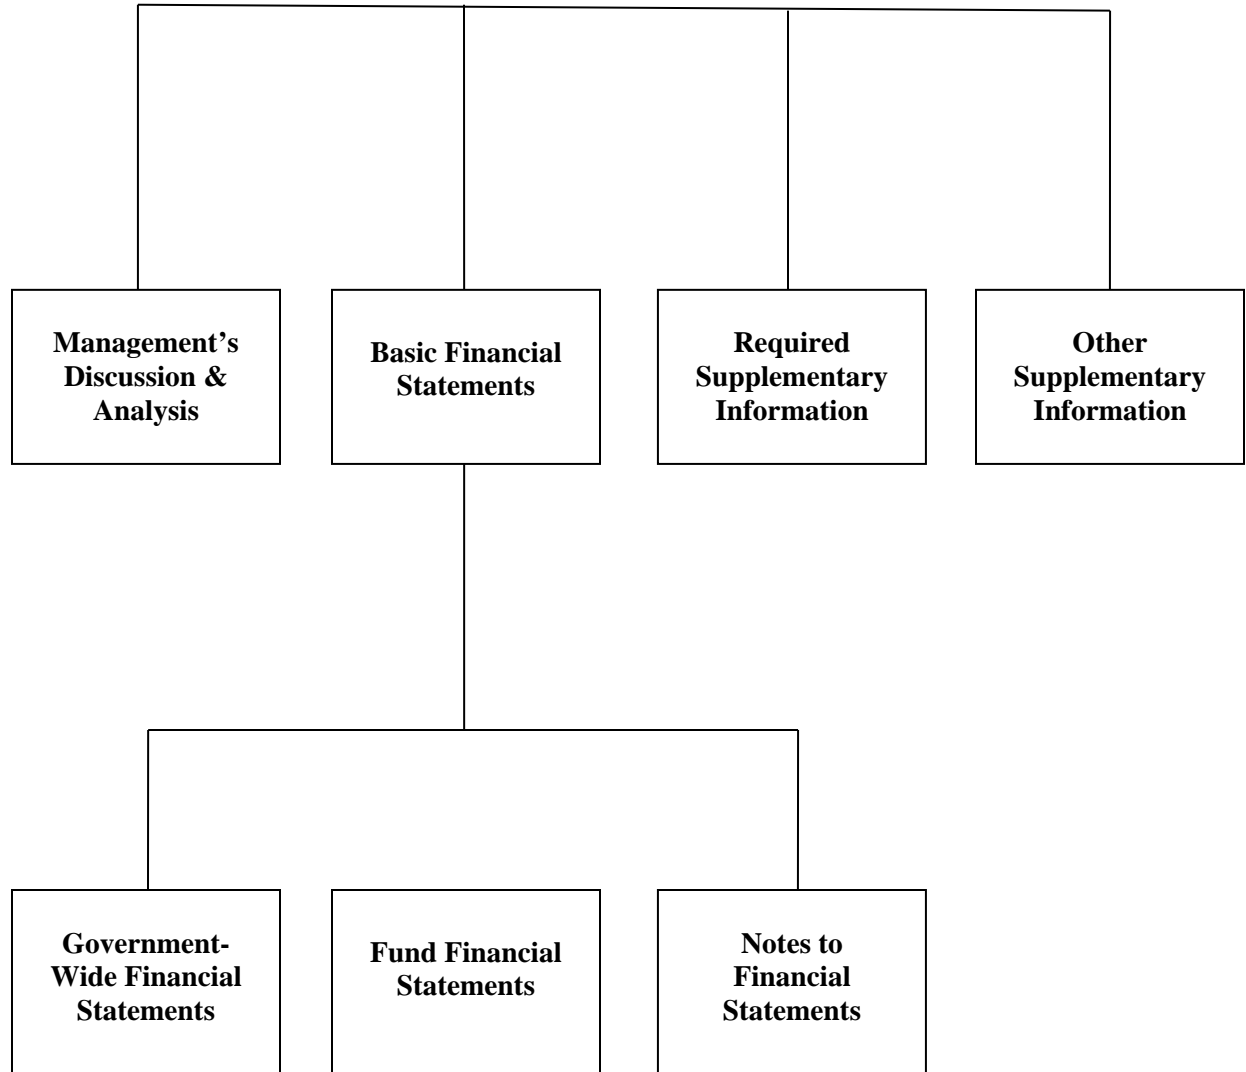 Management’s
Discussion &
Analysis
Basic Financial
Statements
Required
Supplementary
Information
Other
Supplementary
Information
Government-
Wide Financial
Statements
Fund Financial
Statements
Notes to
Financial
Statements